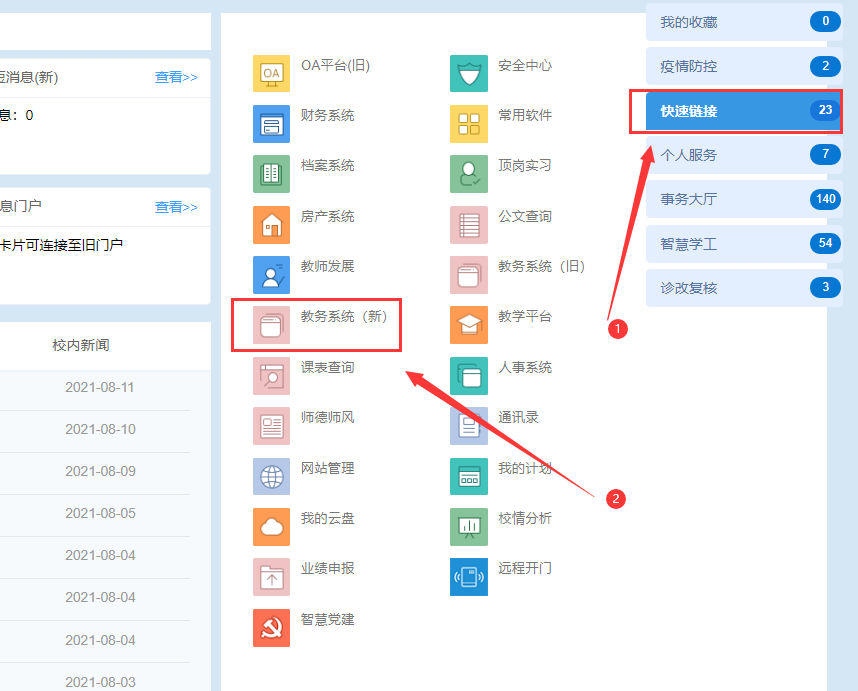 短消息(新) 查看>>
息：0
息门户 查看>>
卡片可连接至旧门户
校内新闻
2021-08-11
2021-08-10
2021-08-09
2021-08-05
2021-08-04
2021-08-04
2021-08-04
2021-08-03
OA
OA平台(旧) 安全中心
财务系统 常用软件
档案系统 顶岗实习
房产系统 公文查询
教师发展 教务系统（旧）
教务系统（新） 教学平台
课表查询 人事系统
师德师风 通讯录
网站管理 我的计划
我的云盘 校情分析
业绩申报 远程开门
智慧党建
我的收藏 0
疫情防控 2
快速链接 23
个人服务 7
事务大厅 140
智慧学工 54
诊改复核 3
1
2